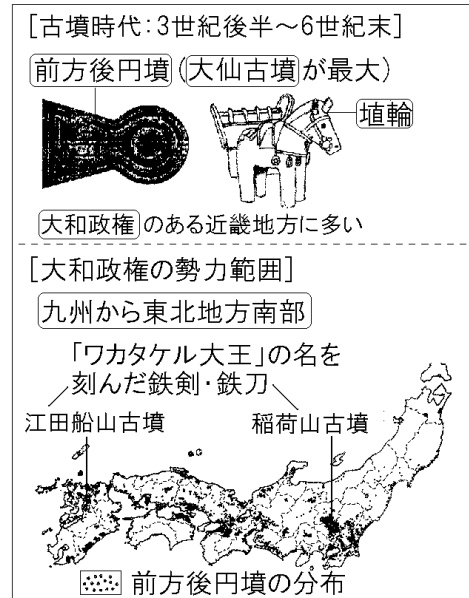 [古墳時代:3世紀後半～6世紀末]
前方後円墳(大仙古墳が最大)
埴輪
大和政権のある近畿地方に多い
[大和政権の勢力範囲]
九州から東北地方南部
「ワカタケル大王」の名を
刻んだ鉄剣・鉄刀
江田船山古墳 稲荷山古墳
前方後円墳の分布